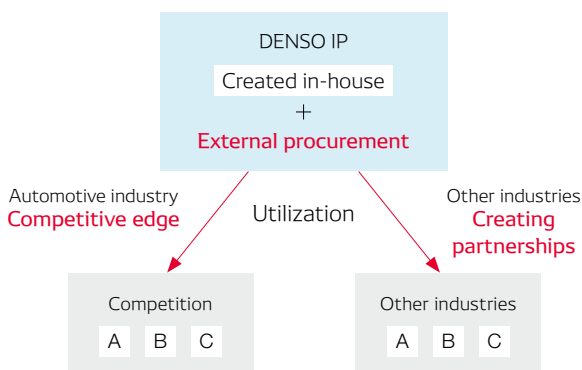 DENSO IP
Created in-house
+
External procurement
Automotive industry
Competitive edge
Utilization
Other industries
Creating
partnerships
Competition
A B C
Other industries
A B C